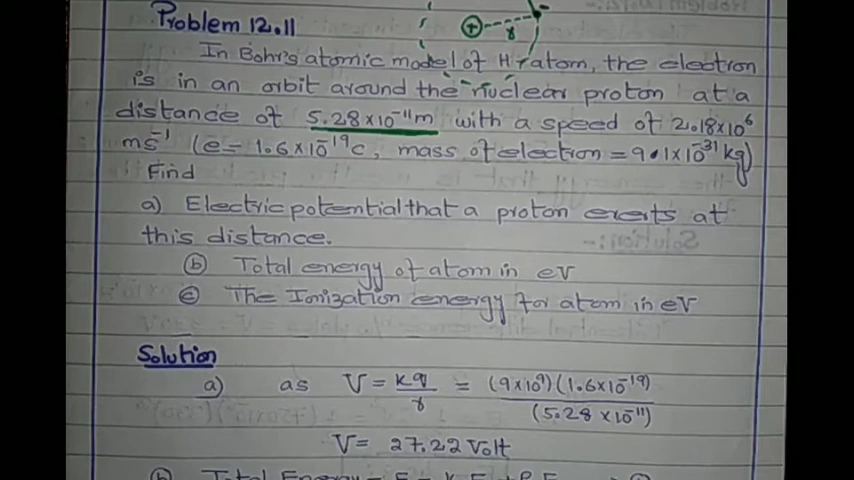 Problem 12.11
In Bohr's atomic model of H-atom, the electron
is in an orbit around the nuclear proton at a
distance of 5.28×10⁻¹¹m with a speed of 2.18×10⁶
ms⁻¹ (e = 1.6×10⁻¹⁹c, mass of electron = 9.1×10⁻³¹kg)
Find
a) Electric potential that a proton exerts at
this distance.
(b) Total energy of atom in eV
(c) The Ionization energy for atom in eV
Solution
a) as V = kq/r = (9×10⁹)(1.6×10⁻¹⁹)/(5.28×10⁻¹¹)
V = 27.22 Volt
(b) Total Energy = E = K.E + P.E